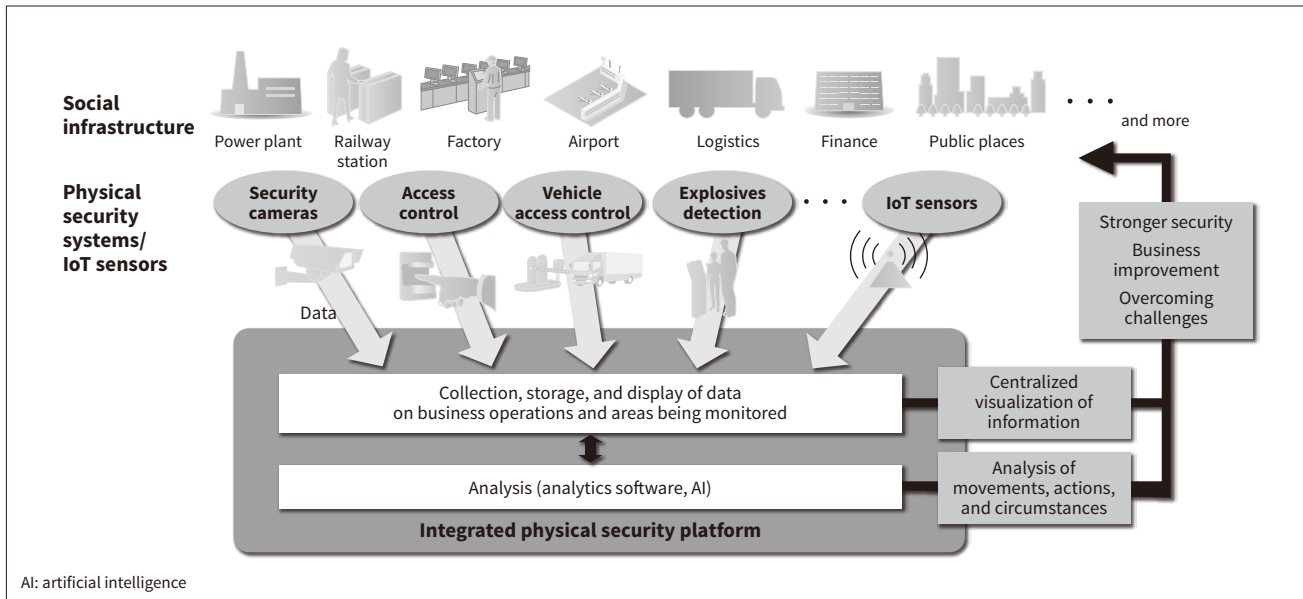 Social
infrastructure
Power plant
Railway
station
Factory
Airport
Logistics
Finance
Public places
• • •
and more
Physical
security
systems/
IoT sensors
Security
cameras
Access
control
Vehicle
access control
Explosives
detection
• • •
IoT sensors
Stronger security
Business
improvement
Overcoming
challenges
Data
Collection, storage, and display of data
on business operations and areas being monitored
Centralized
visualization of
information
Analysis (analytics software, AI)
Analysis of
movements, actions,
and circumstances
Integrated physical security platform
AI: artificial intelligence